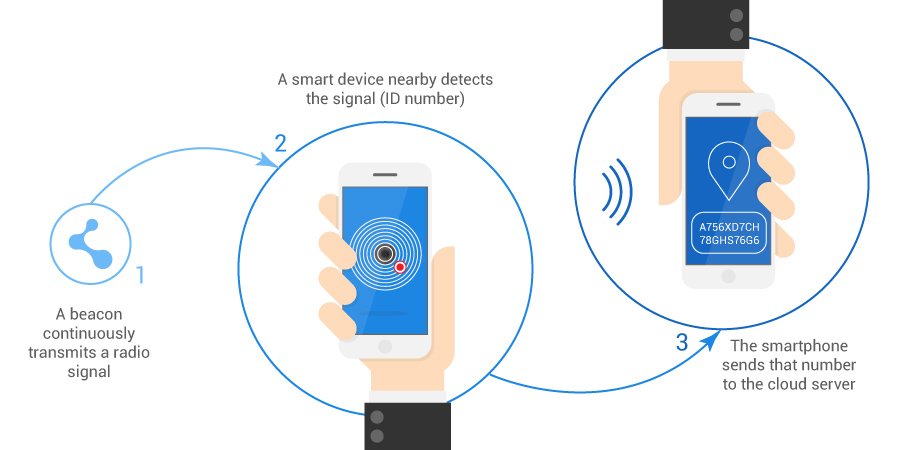 1
A beacon
continuously
transmits a radio
signal
2
A smart device nearby detects
the signal (ID number)
3
The smartphone
sends that number
to the cloud server
A756XD7CH
78GHS76G6